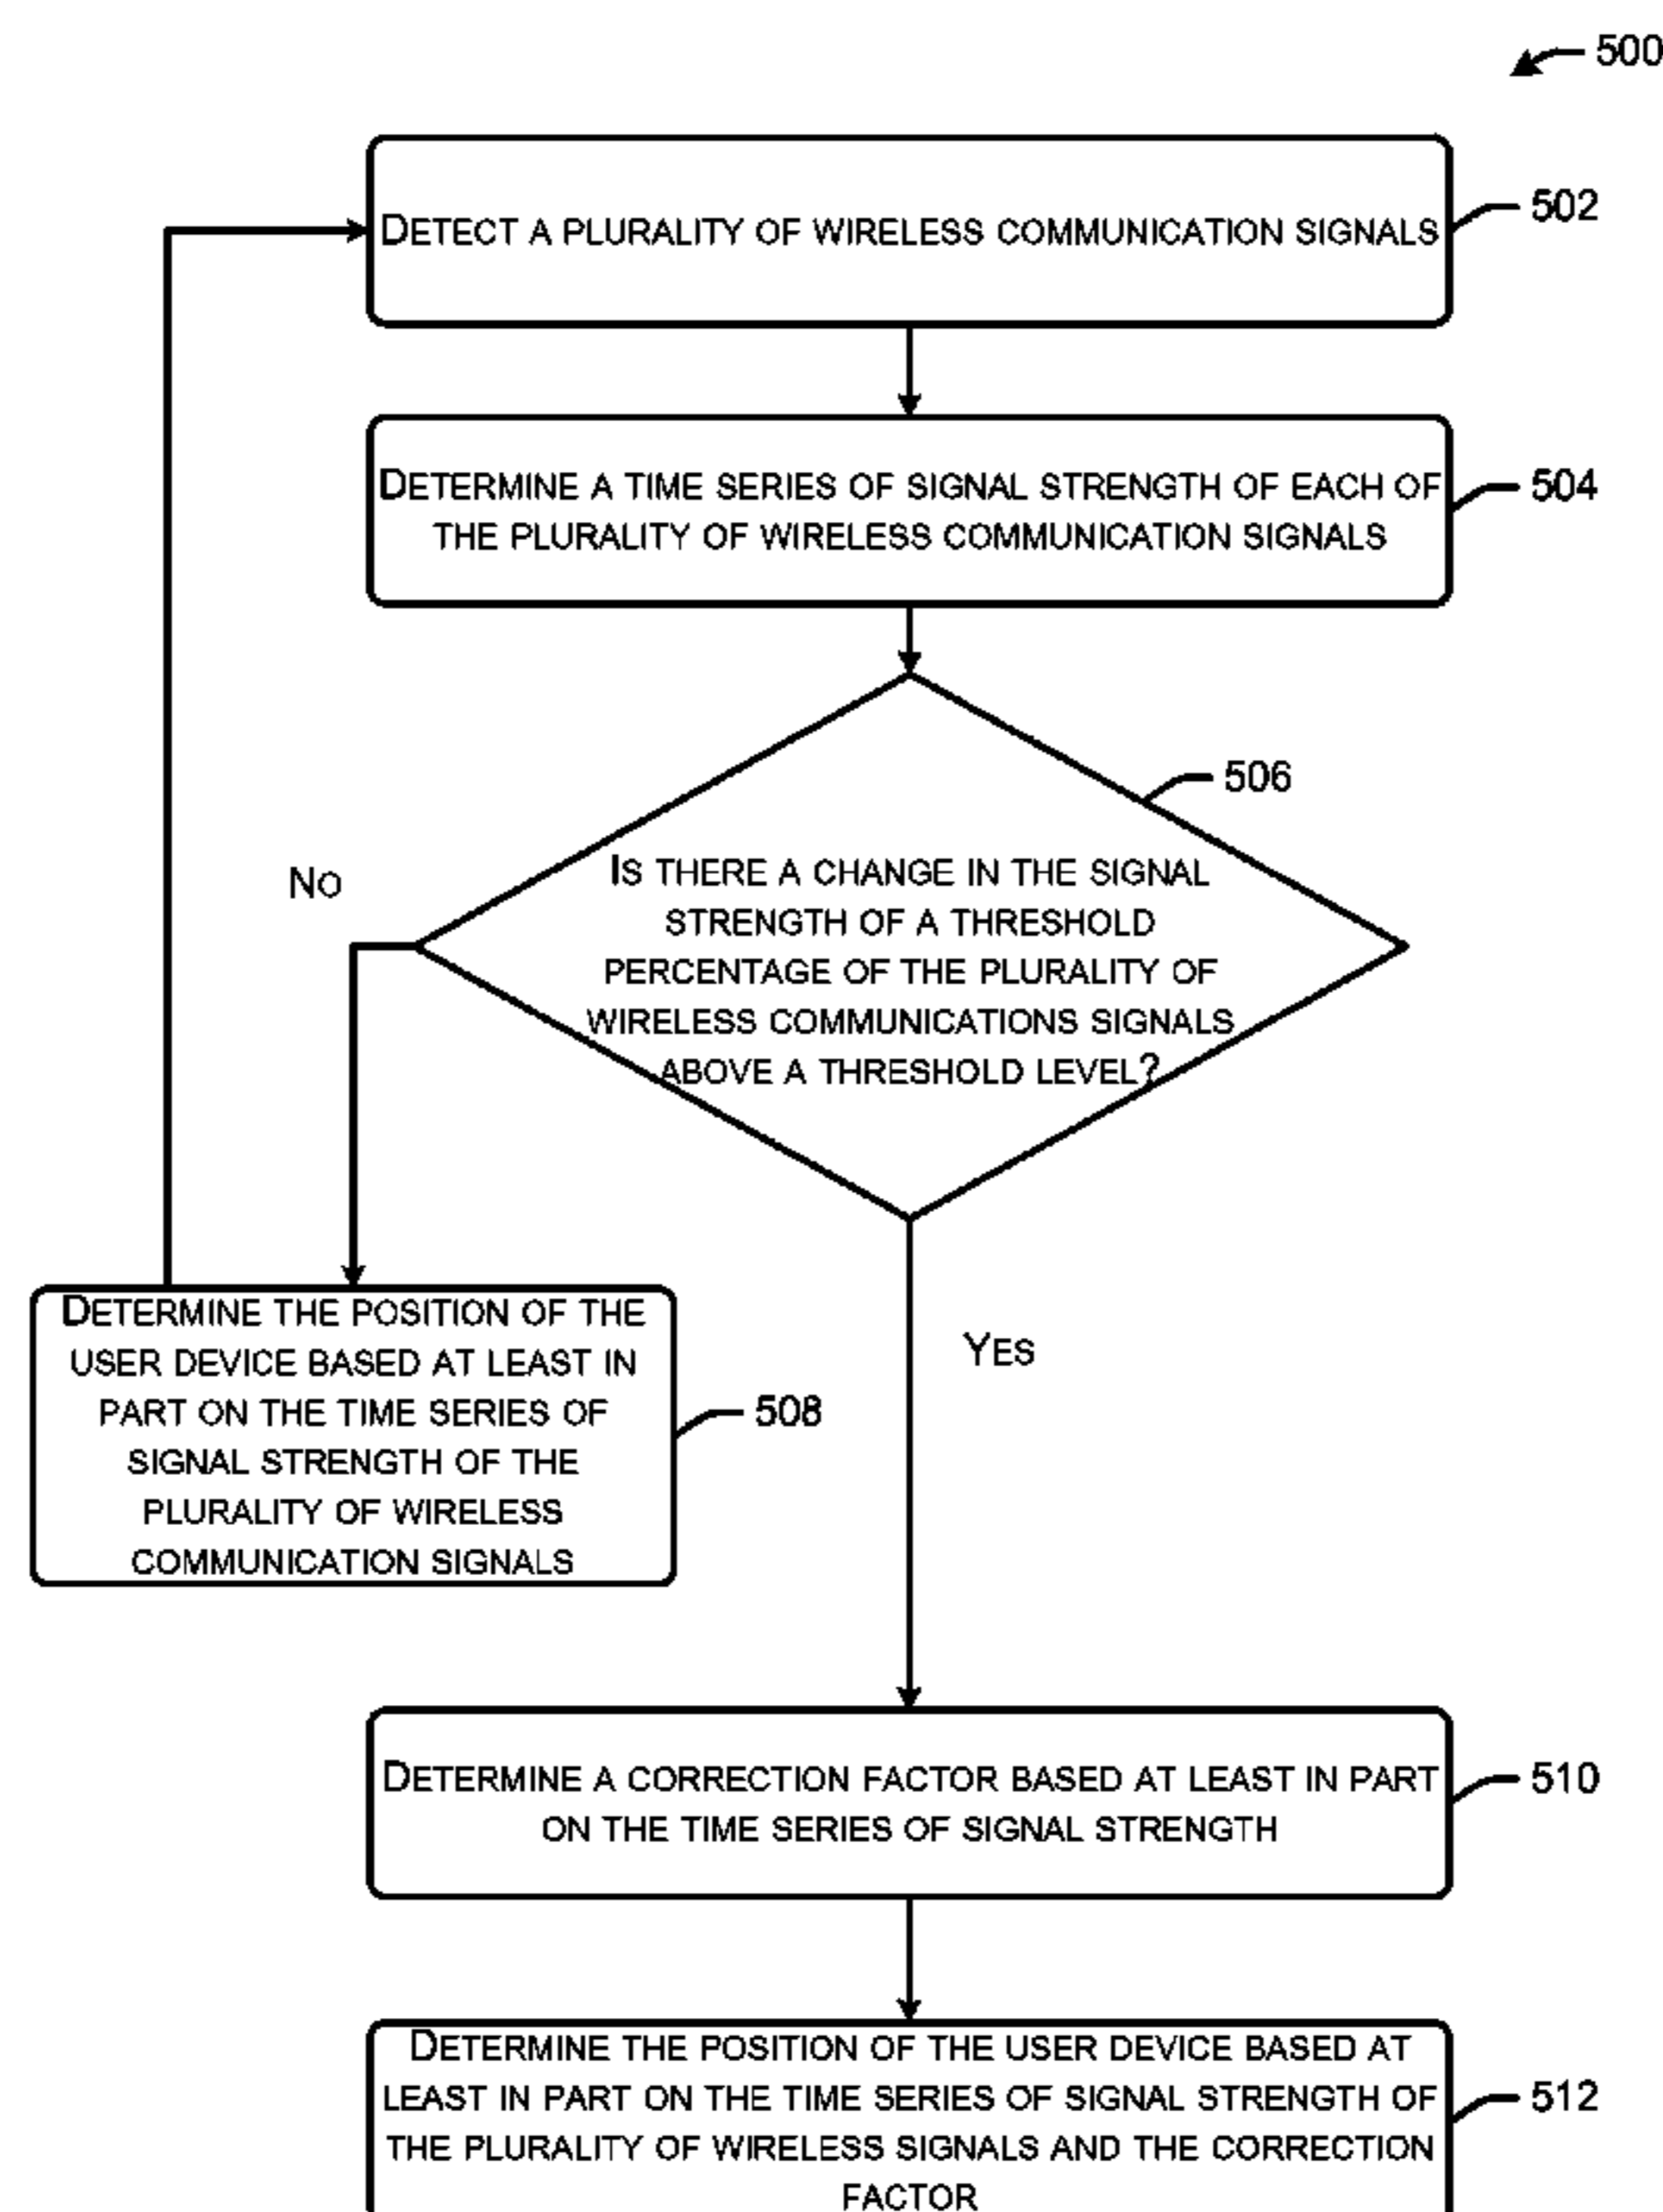 500
DETECT A PLURALITY OF WIRELESS COMMUNICATION SIGNALS
502
DETERMINE A TIME SERIES OF SIGNAL STRENGTH OF EACH OF
THE PLURALITY OF WIRELESS COMMUNICATION SIGNALS
504
506
IS THERE A CHANGE IN THE SIGNAL
STRENGTH OF A THRESHOLD
PERCENTAGE OF THE PLURALITY OF
WIRELESS COMMUNICATIONS SIGNALS
ABOVE A THRESHOLD LEVEL?
NO
YES
DETERMINE THE POSITION OF THE
USER DEVICE BASED AT LEAST IN
PART ON THE TIME SERIES OF
SIGNAL STRENGTH OF THE
PLURALITY OF WIRELESS
COMMUNICATION SIGNALS
508
DETERMINE A CORRECTION FACTOR BASED AT LEAST IN PART
ON THE TIME SERIES OF SIGNAL STRENGTH
510
DETERMINE THE POSITION OF THE USER DEVICE BASED AT
LEAST IN PART ON THE TIME SERIES OF SIGNAL STRENGTH OF
THE PLURALITY OF WIRELESS SIGNALS AND THE CORRECTION
FACTOR
512